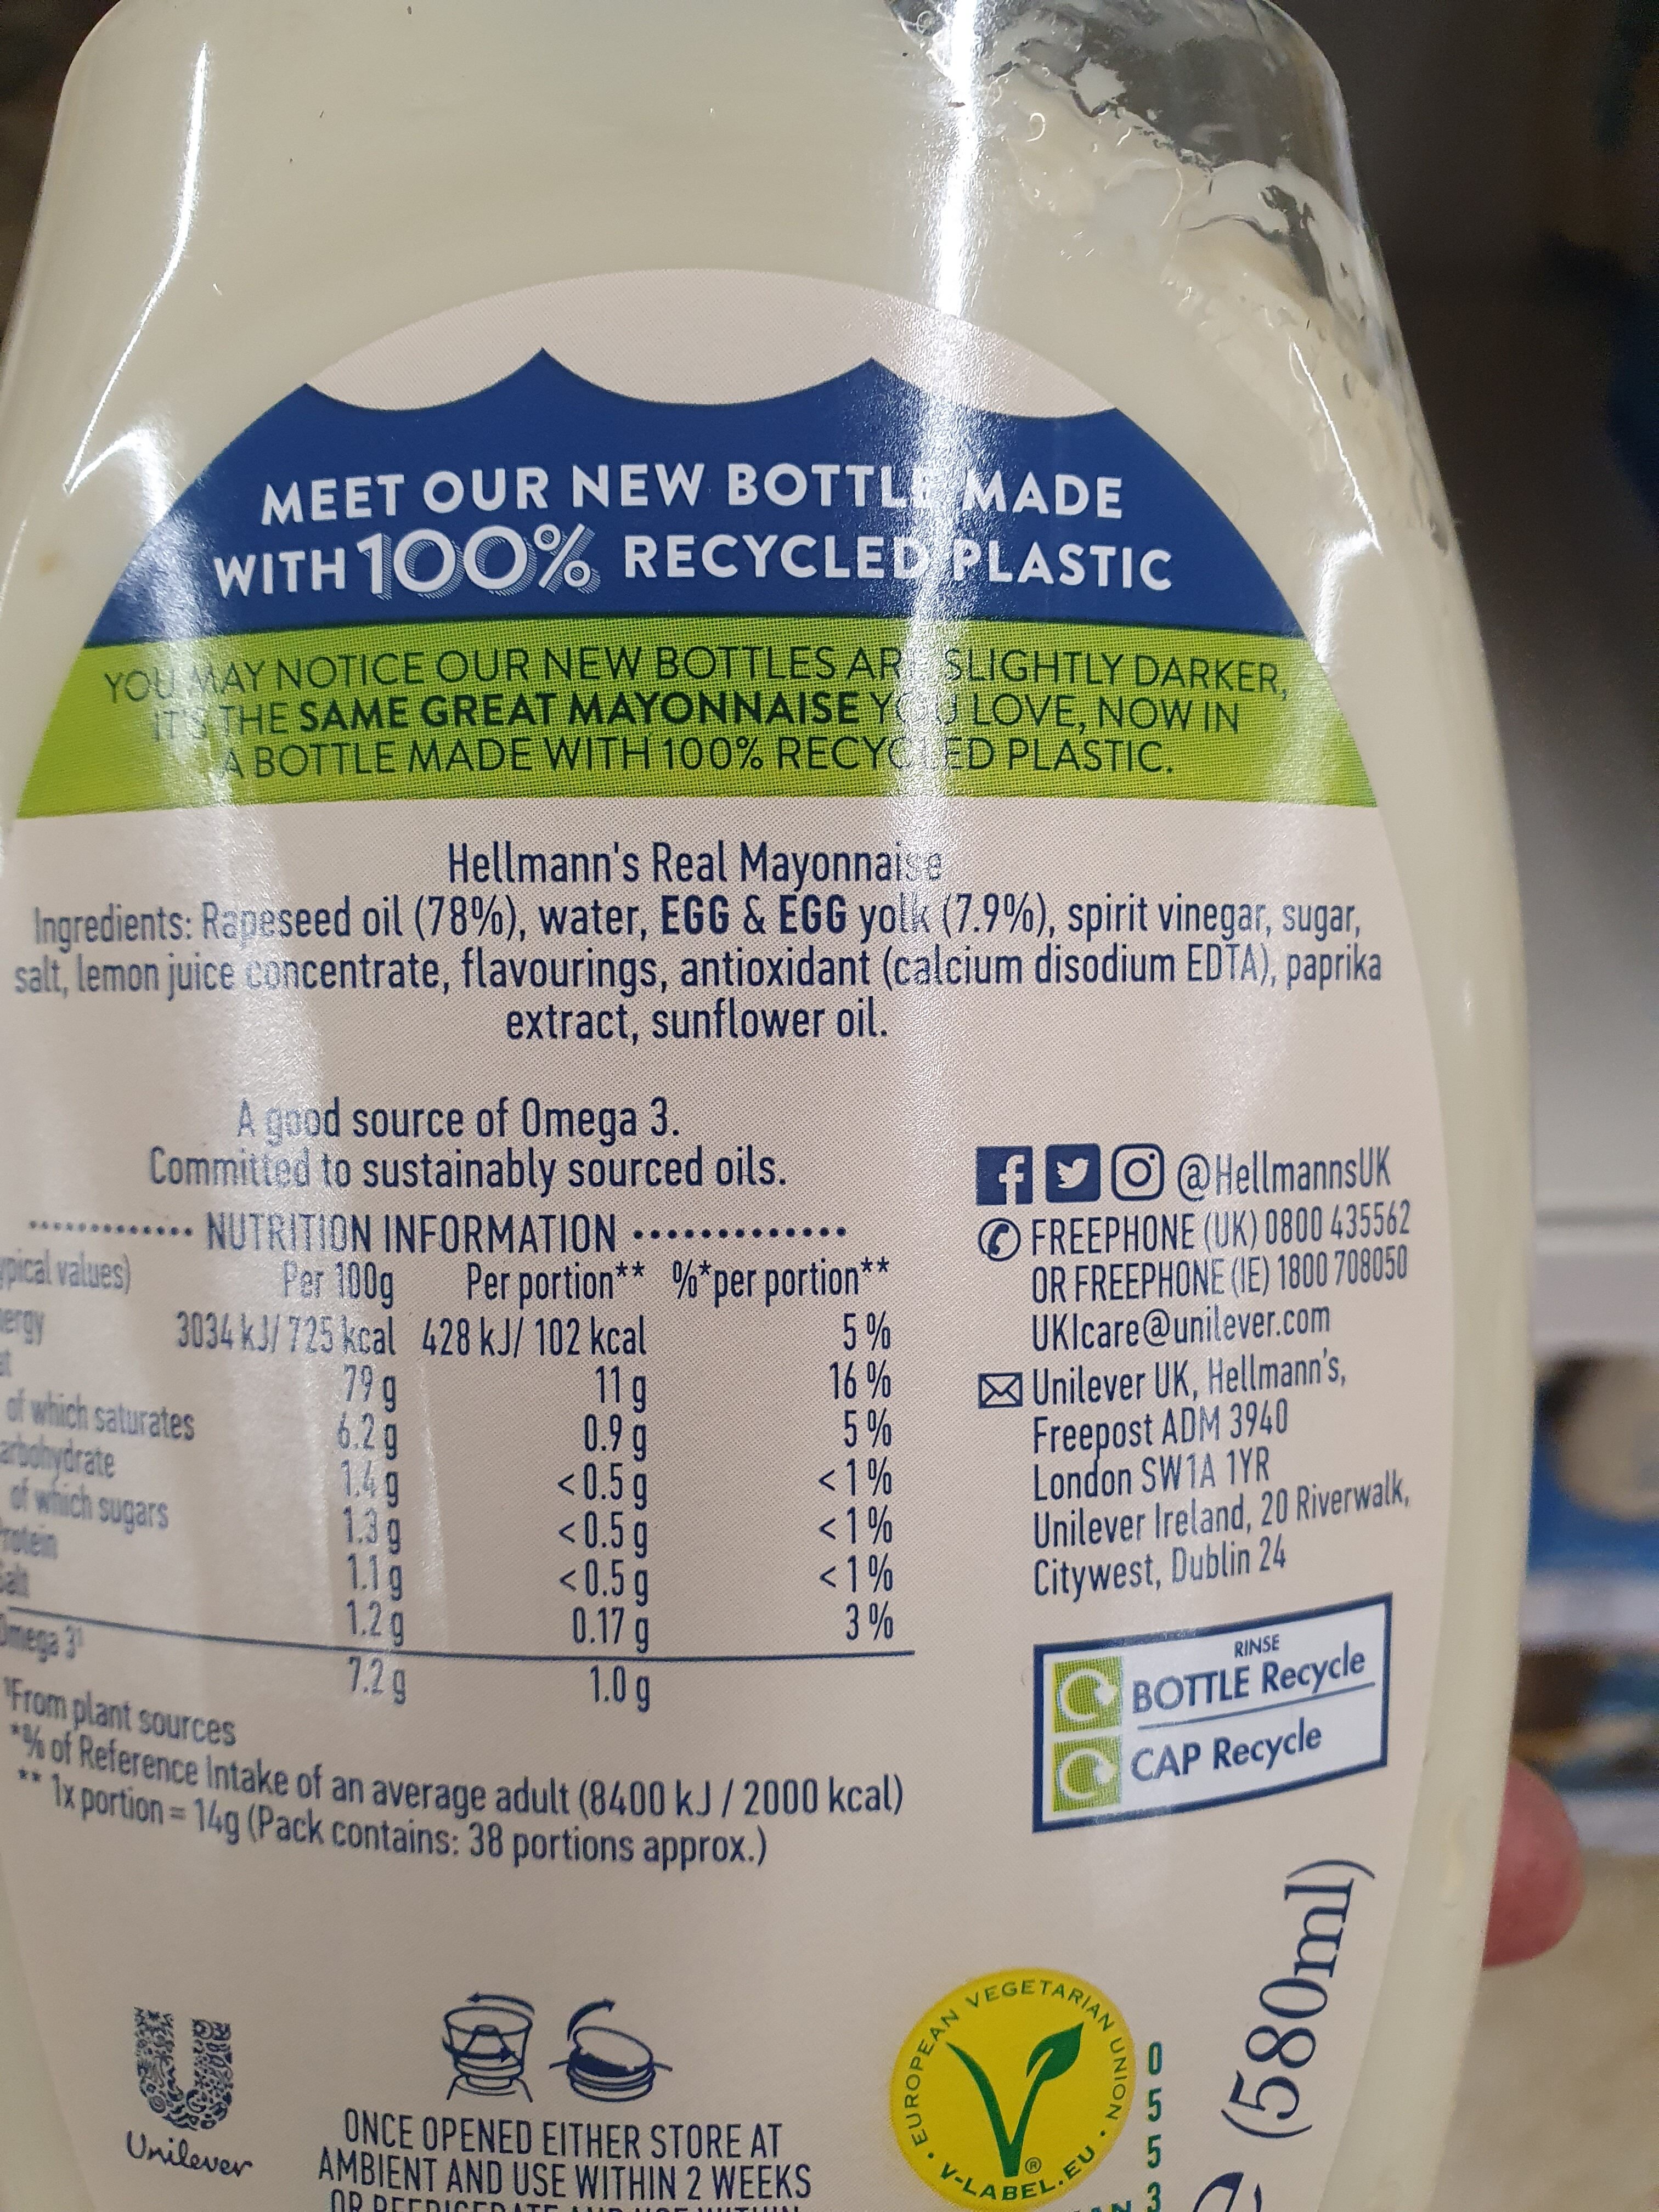 MEET OUR NEW BOTTLE MADE
WITH 100% RECYCLED PLASTIC
YOU MAY NOTICE OUR NEW BOTTLES ARE SLIGHTLY DARKER,
IT'S THE SAME GREAT MAYONNAISE YOU LOVE, NOW IN
A BOTTLE MADE WITH 100% RECYCLED PLASTIC.
Hellmann's Real Mayonnaise
Ingredients: Rapeseed oil (78%), water, EGG & EGG yolk (7.9%), spirit vinegar, sugar,
salt, lemon juice concentrate, flavourings, antioxidant (calcium disodium EDTA), paprika
extract, sunflower oil.
A good source of Omega 3.
Committed to sustainably sourced oils.
NUTRITION INFORMATION
values) Per 100g Per portion** %*per portion**
3034 kJ/ 725 kcal 428 kJ/ 102 kcal 5%
79 g 11 g 16%
of which saturates 6.2 g 0.9 g 5%
1.4 g <0.5 g <1%
of which sugars 1.3 g <0.5 g <1%
Protein 1.1 g <0.5 g <1%
Salt 1.2 g 0.17 g 3%
Omega 3¹ 7.2 g 1.0 g
¹From plant sources
*% of Reference Intake of an average adult (8400 kJ / 2000 kcal)
** 1x portion = 14g (Pack contains: 38 portions approx.)
@HellmannsUK
FREEPHONE (UK) 0800 435562
OR FREEPHONE (IE) 1800 708050
UKIcare@unilever.com
Unilever UK, Hellmann's,
Freepost ADM 3940
London SW1A 1YR
Unilever Ireland, 20 Riverwalk,
Citywest, Dublin 24
RINSE
BOTTLE Recycle
CAP Recycle
Unilever
ONCE OPENED EITHER STORE AT
AMBIENT AND USE WITHIN 2 WEEKS
EUROPEAN VEGETARIAN UNION
V-LABEL.EU
0553
(580ml)